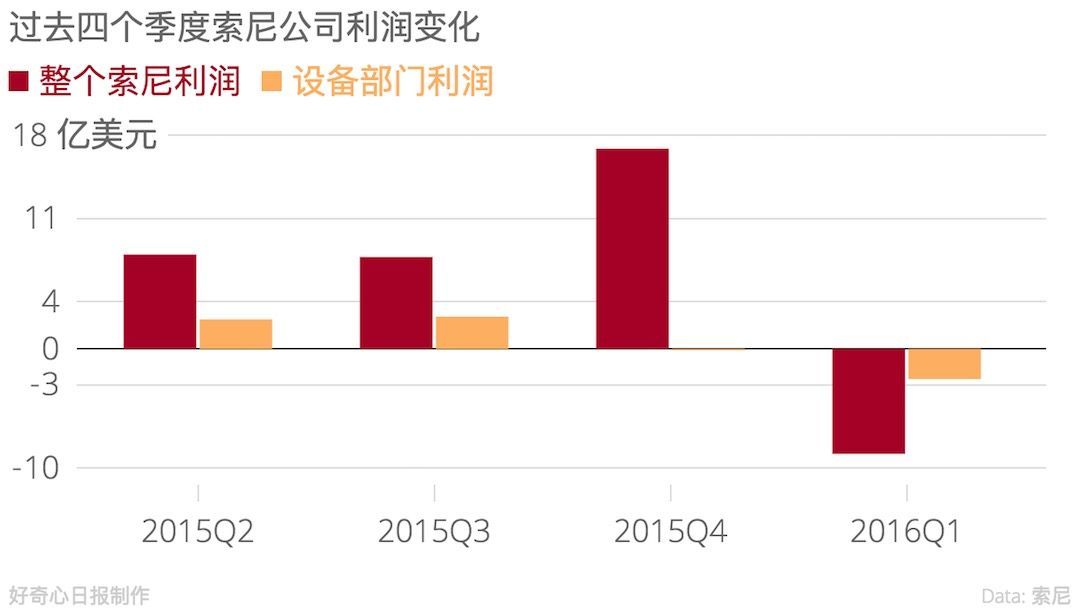 过去四个季度索尼公司利润变化
整个索尼利润 设备部门利润
18 亿美元
11
4
0
-3
-10
2015Q2 2015Q3 2015Q4 2016Q1
好奇心日报制作 Data: 索尼